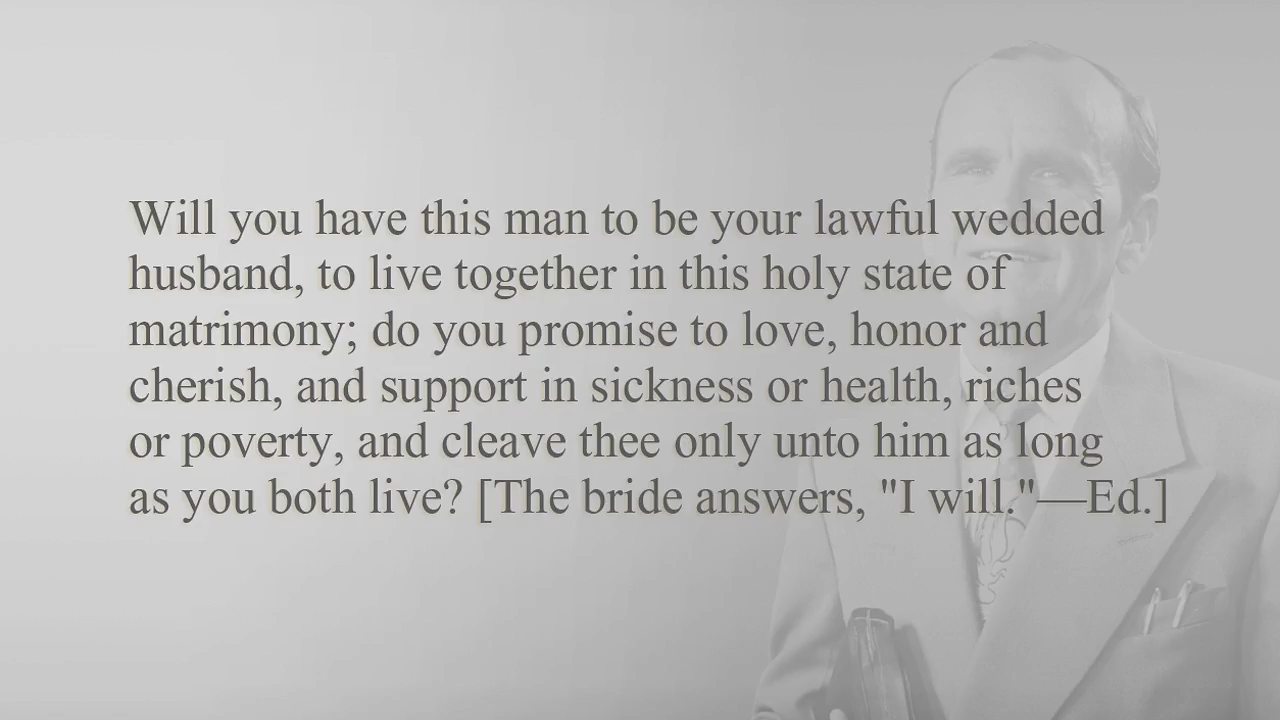 Will you have this man to be your lawful wedded
husband, to live together in this holy state of
matrimony; do you promise to love, honor and
cherish, and support in sickness or health, riches
or poverty, and cleave thee only unto him as long
as you both live? [The bride answers, "I will."—Ed.]